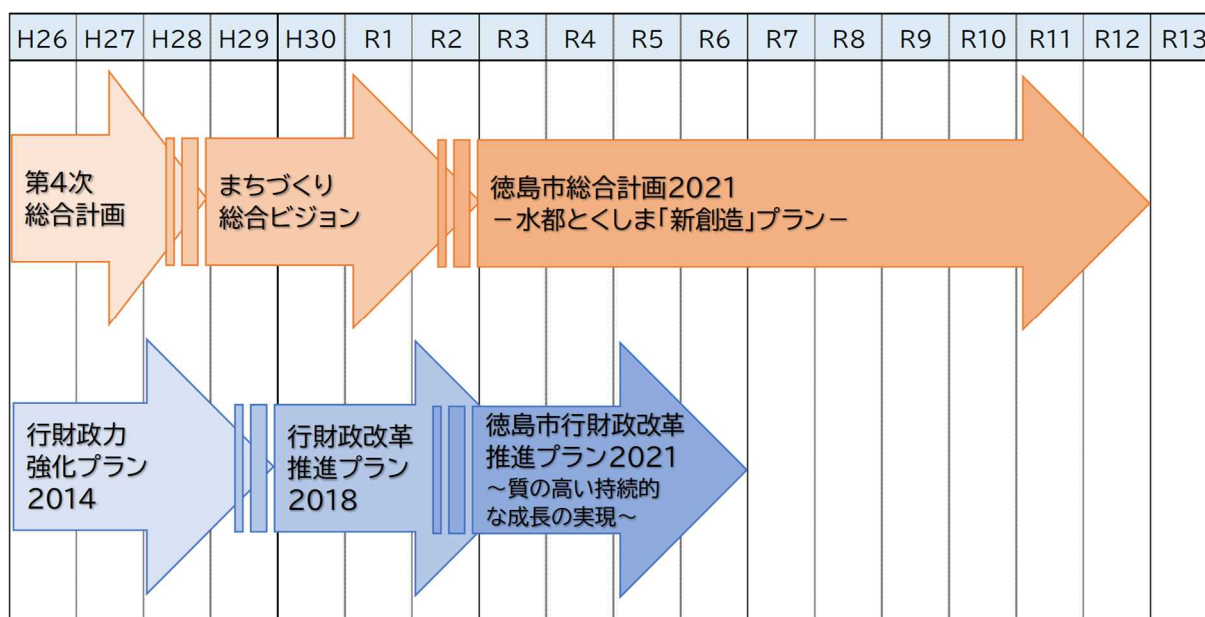 H26 H27 H28 H29 H30 R1 R2 R3 R4 R5 R6 R7 R8 R9 R10 R11 R12 R13
第4次
総合計画
まちづくり
総合ビジョン
徳島市総合計画2021
－水都とくしま「新創造」プラン－
行財政力
強化プラン
2014
行財政改革
推進プラン
2018
徳島市行財政改革
推進プラン2021
～質の高い持続的
な成長の実現～